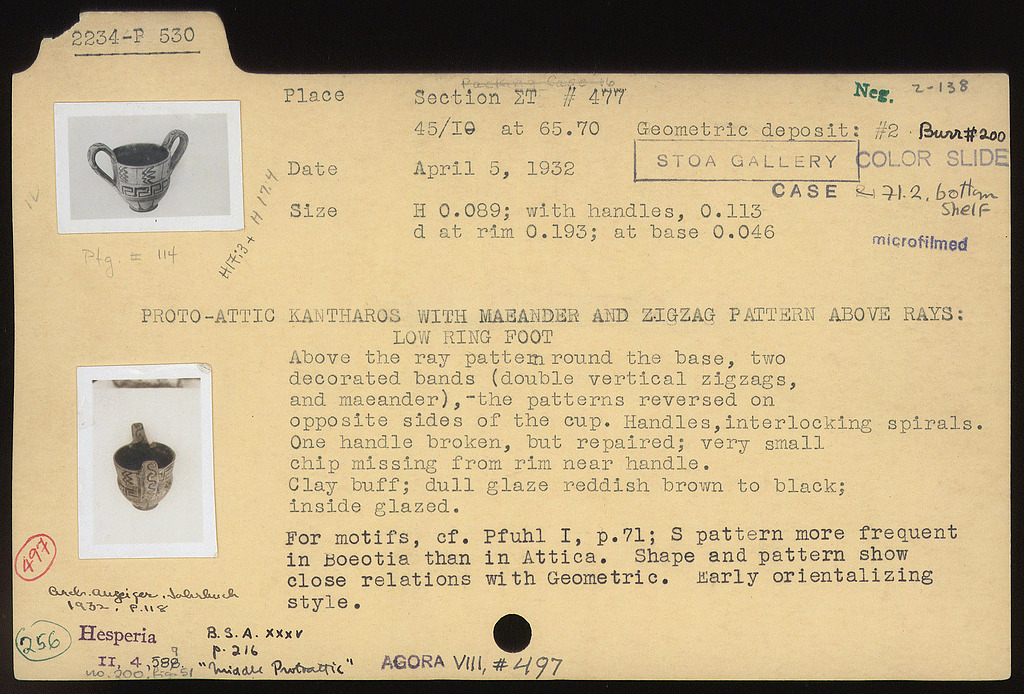 2234-P 530
Packing Case 16
Place Section ΣT # 477
Neg. 2-138
45/IΘ at 65.70 Geometric deposit: #2 Burr #200
STOA GALLERY COLOR SLIDE
Date April 5, 1932
CASE 71.2, bottom
shelf
Size H 0.089; with handles, 0.113
d at rim 0.193; at base 0.046
microfilmed
H 17.3 + H 17.4
Ptg. # 114
PROTO-ATTIC KANTHAROS WITH MAEANDER AND ZIGZAG PATTERN ABOVE RAYS:
LOW RING FOOT
Above the ray pattern round the base, two
decorated bands (double vertical zigzags,
and maeander),-the patterns reversed on
opposite sides of the cup. Handles,interlocking spirals.
One handle broken, but repaired; very small
chip missing from rim near handle.
Clay buff; dull glaze reddish brown to black;
inside glazed.
For motifs, cf. Pfuhl I, p.71; S pattern more frequent
in Boeotia than in Attica. Shape and pattern show
close relations with Geometric. Early orientalizing
style.
497
Arch. Anzeiger, Jahrbuch
1932, P. 118
256
Hesperia
II, 4, 589
no. 200, fig. 51
B.S.A. XXXV
p. 216
"Middle Protoattic"
AGORA VIII, #497